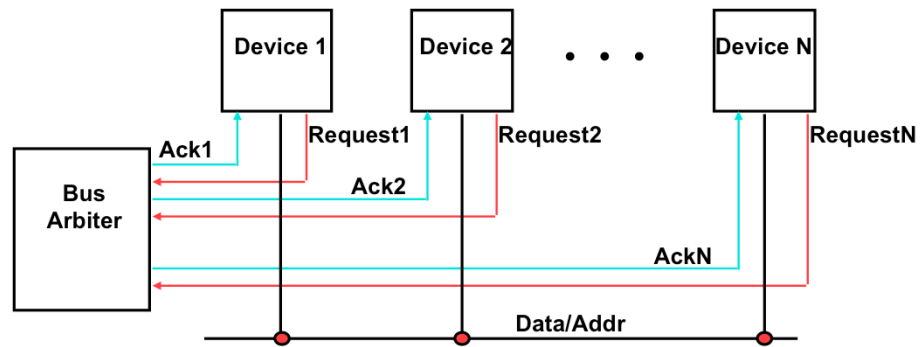 Device 1
Device 2
Device N
Request1
Request2
RequestN
Ack1
Ack2
Bus
Arbiter
AckN
Data/Addr